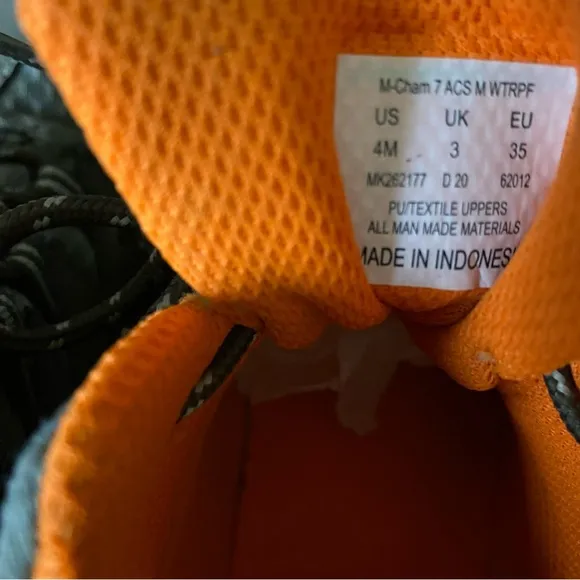 M-Cham 7 ACS M WTRPF
US UK EU
4M 3 35
MK262177 D 20 62012
PU/TEXTILE UPPERS
ALL MAN MADE MATERIALS
MADE IN INDONES